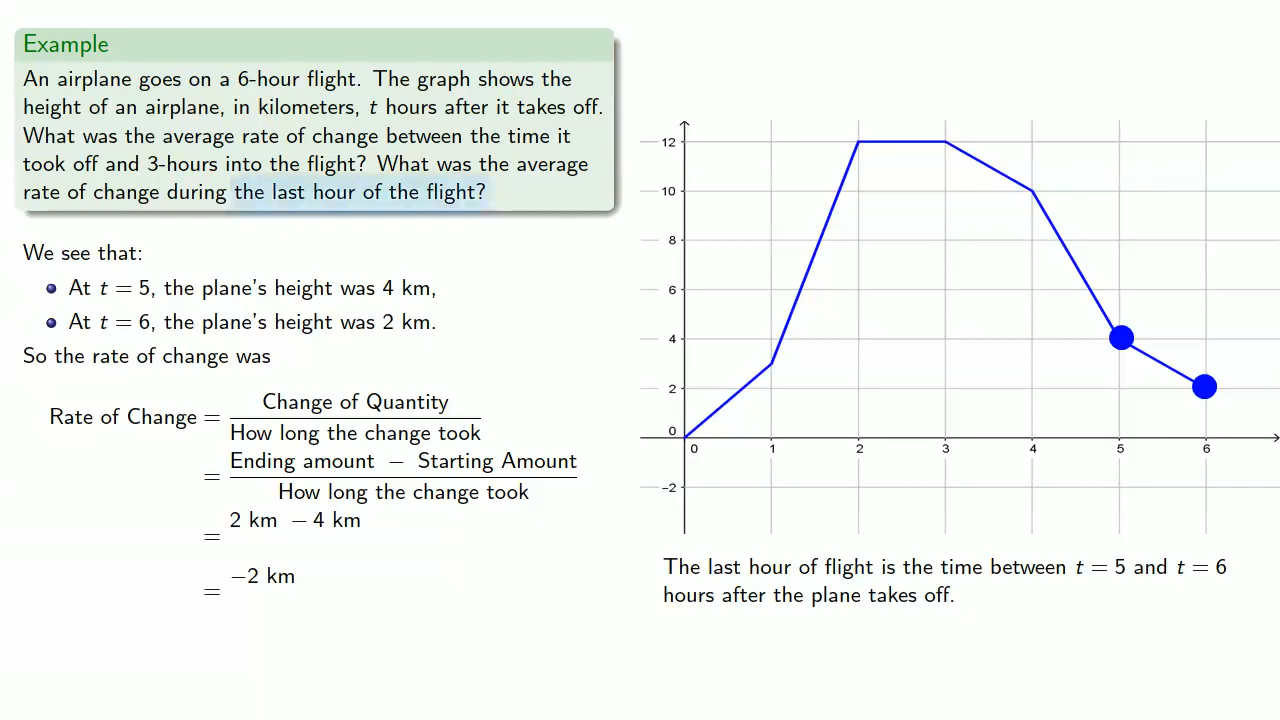 Example
An airplane goes on a 6-hour flight. The graph shows the
height of an airplane, in kilometers, t hours after it takes off.
What was the average rate of change between the time it
took off and 3-hours into the flight? What was the average
rate of change during the last hour of the flight?
We see that:
At t = 5, the plane's height was 4 km,
At t = 6, the plane's height was 2 km.
So the rate of change was
Rate of Change = Change of Quantity
How long the change took
= Ending amount − Starting Amount
How long the change took
= 2 km − 4 km
= −2 km
12
10
8
6
4
2
0
−2
0 1 2 3 4 5 6
The last hour of flight is the time between t = 5 and t = 6
hours after the plane takes off.